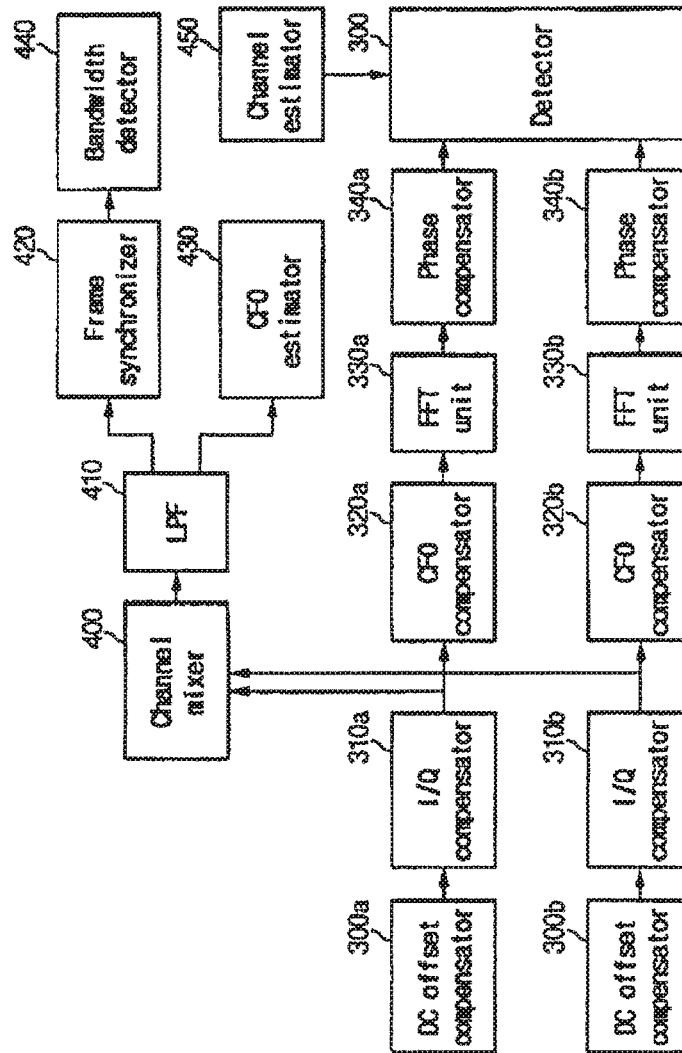 440
Bandwidth
detector
450
Channel
estimator
300
Detector
420
Frame
synchronizer
430
CFO
estimator
340a
Phase
compensator
340b
Phase
compensator
330a
FFT
unit
330b
FFT
unit
410
LPF
320a
CFO
compensator
320b
CFO
compensator
400
Channel
mixer
310a
I/Q
compensator
310b
I/Q
compensator
300a
DC offset
compensator
300b
DC offset
compensator